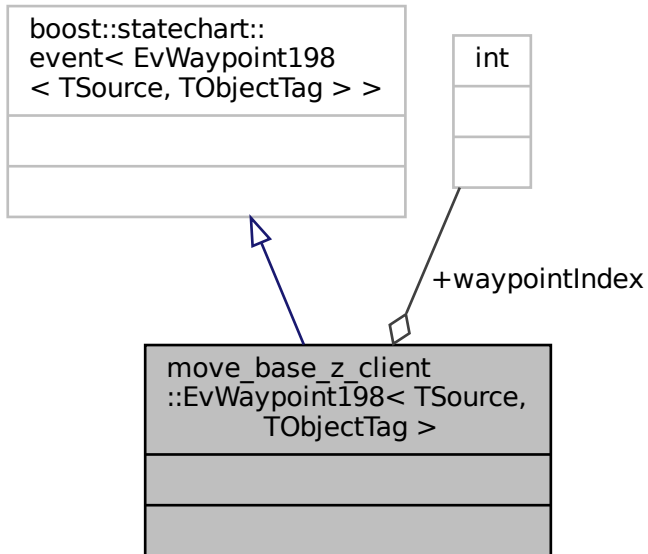 boost::statechart::
event< EvWaypoint198
< TSource, TObjectTag > >
int
+waypointIndex
move_base_z_client
::EvWaypoint198< TSource,
TObjectTag >